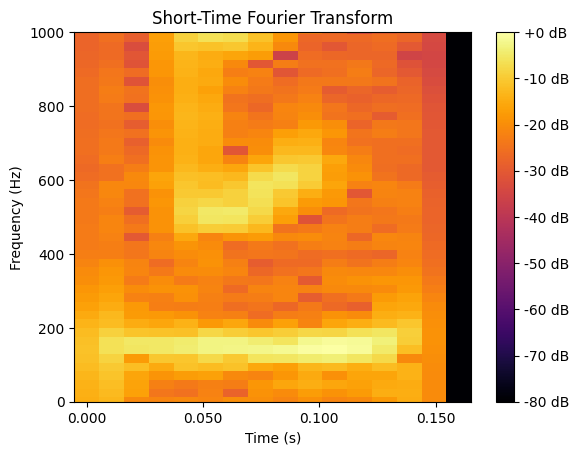 Short-Time Fourier Transform
1000
800
600
400
200
0
Frequency (Hz)
0.000
0.050
0.100
0.150
Time (s)
+0 dB
-10 dB
-20 dB
-30 dB
-40 dB
-50 dB
-60 dB
-70 dB
-80 dB